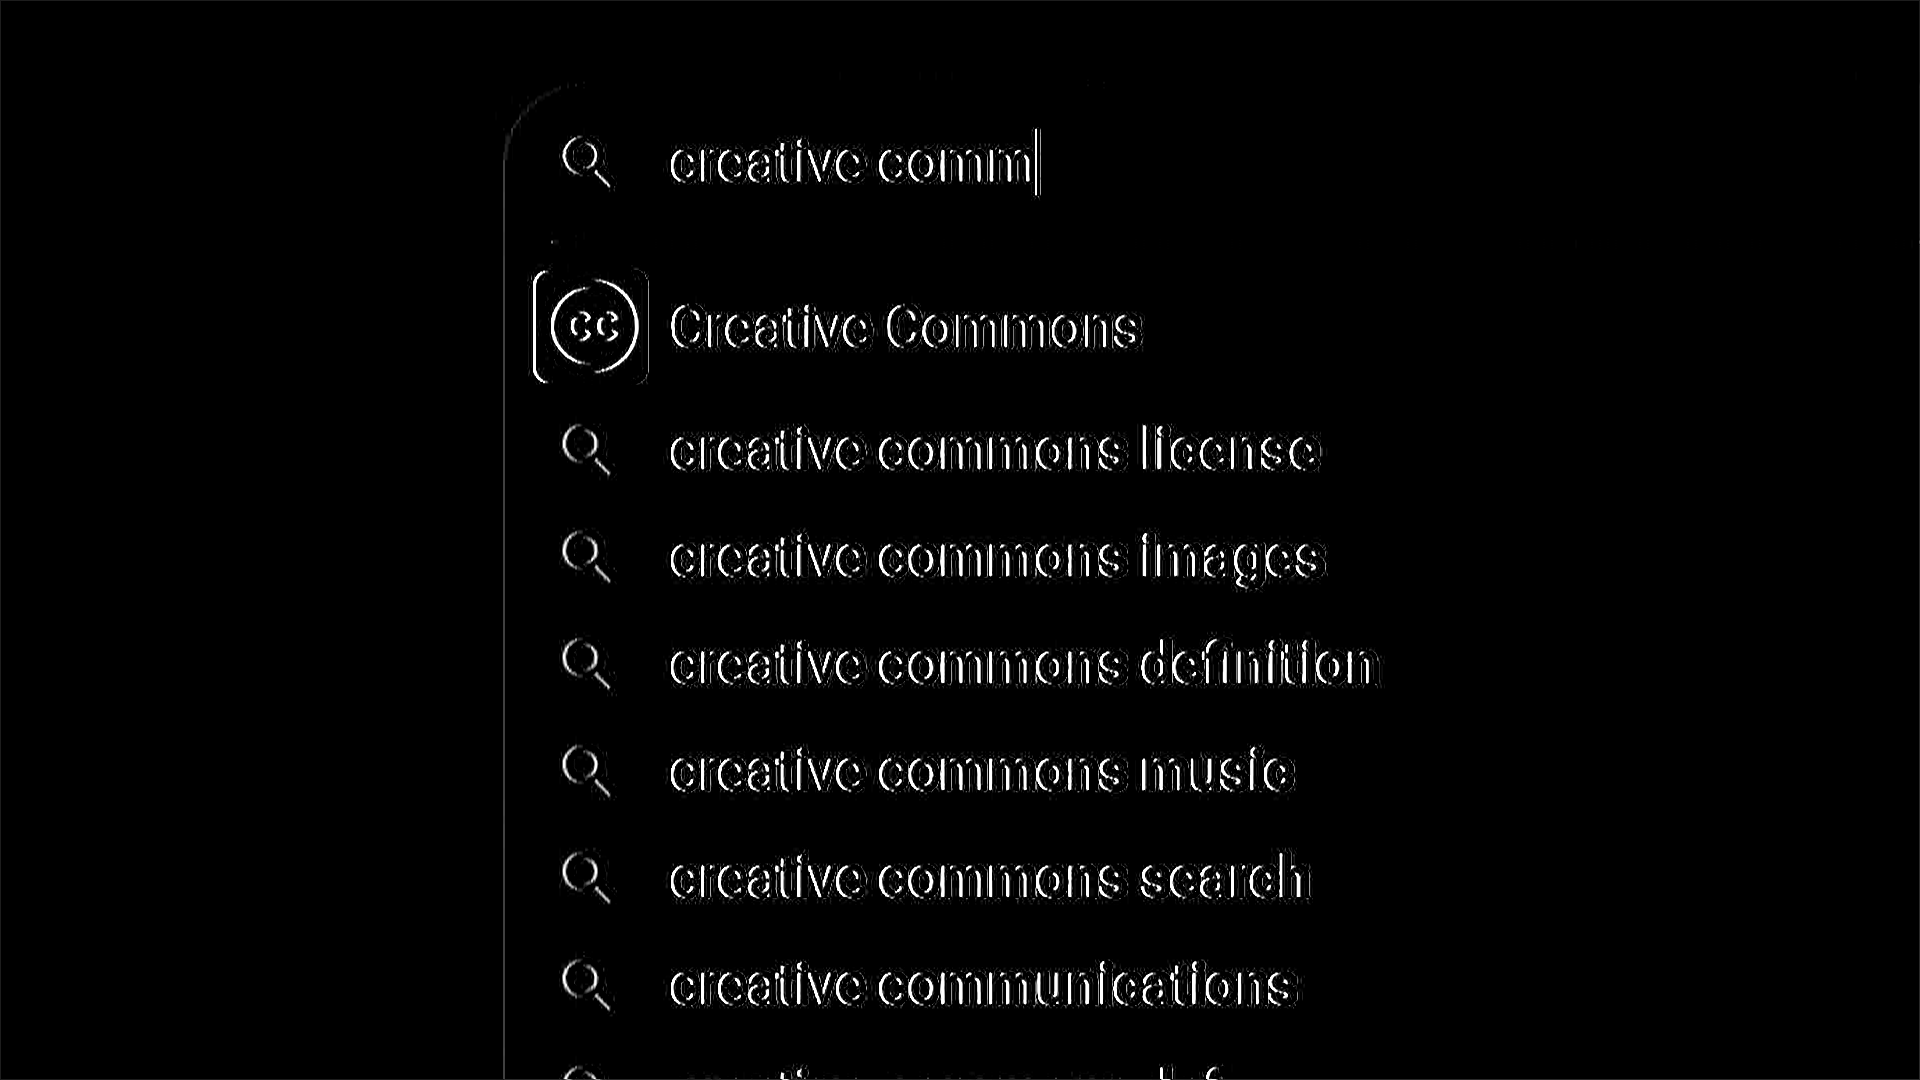 creative comm
cc Creative Commons
creative commons license
creative commons images
creative commons definition
creative commons music
creative commons search
creative communications